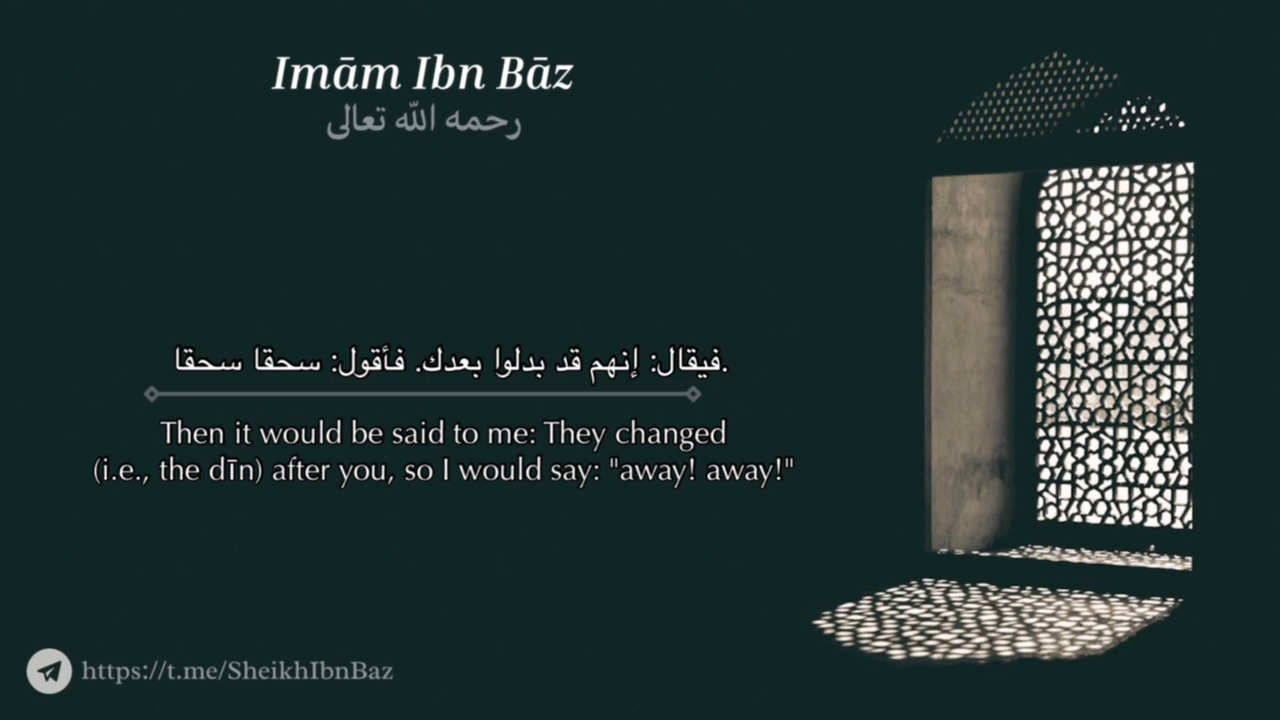 Imām Ibn Bāz
رحمه الله تعالى
فيقال: إنهم قد بدلوا بعدك. فأقول: سحقا سحقا.
Then it would be said to me: They changed
(i.e., the dīn) after you, so I would say: "away! away!"
https://t.me/SheikhIbnBaz